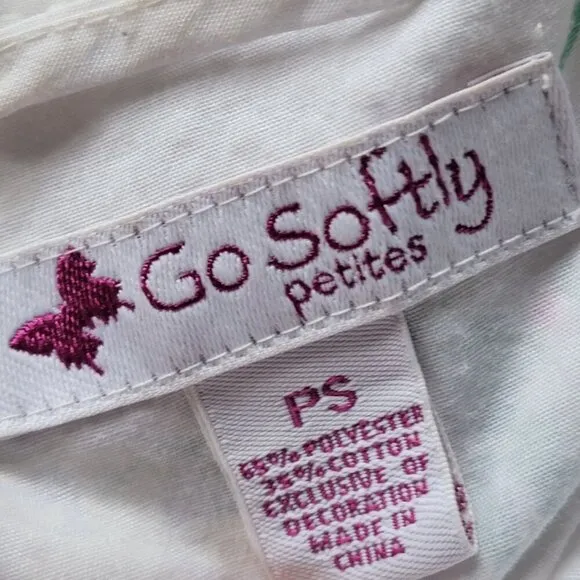 Go Softly
petites
PS
65% POLYESTER
35% COTTON
EXCLUSIVE OF
DECORATION
MADE IN
CHINA